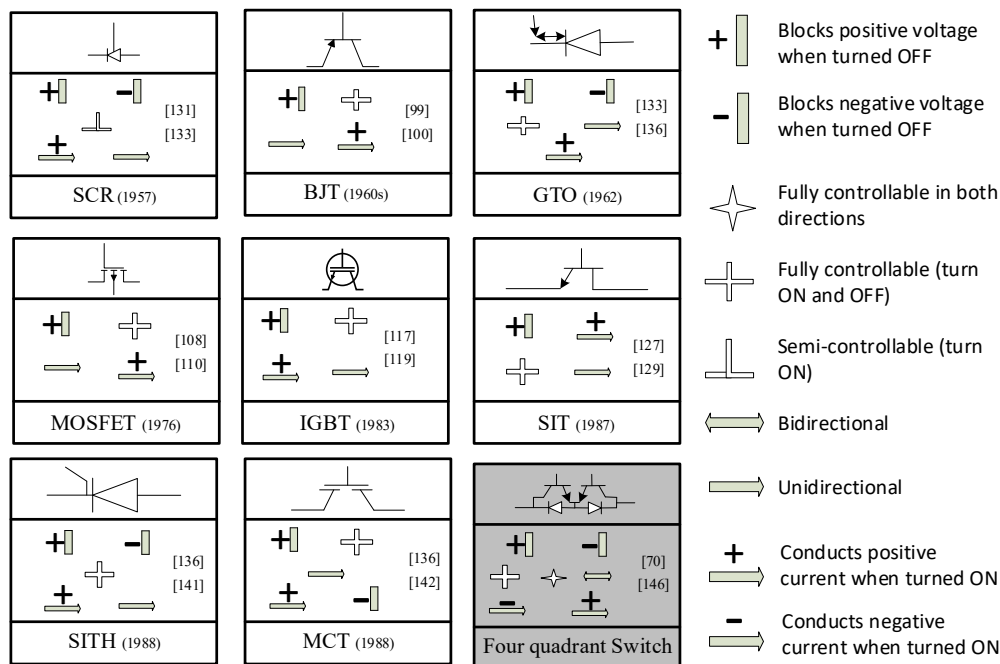 [131]
[133]
SCR (1957)
[99]
[100]
BJT (1960s)
[133]
[136]
GTO (1962)
[108]
[110]
MOSFET (1976)
[117]
[119]
IGBT (1983)
[127]
[129]
SIT (1987)
[136]
[141]
SITH (1988)
[136]
[142]
MCT (1988)
[70]
[146]
Four quadrant Switch
Blocks positive voltage
when turned OFF
Blocks negative voltage
when turned OFF
Fully controllable in both
directions
Fully controllable (turn
ON and OFF)
Semi-controllable (turn
ON)
Bidirectional
Unidirectional
Conducts positive
current when turned ON
Conducts negative
current when turned ON